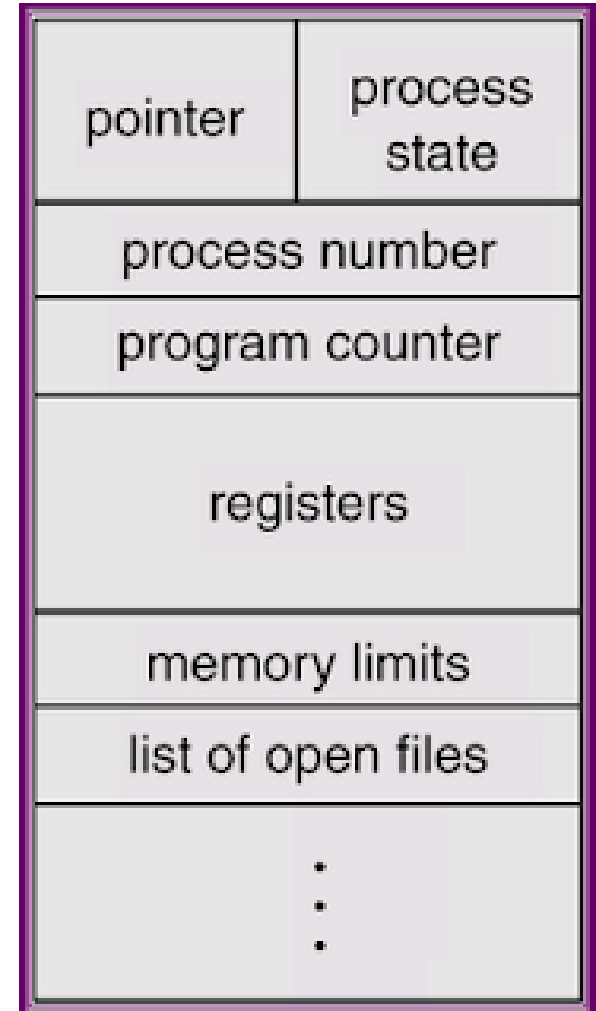 pointer
process
state
process number
program counter
registers
memory limits
list of open files